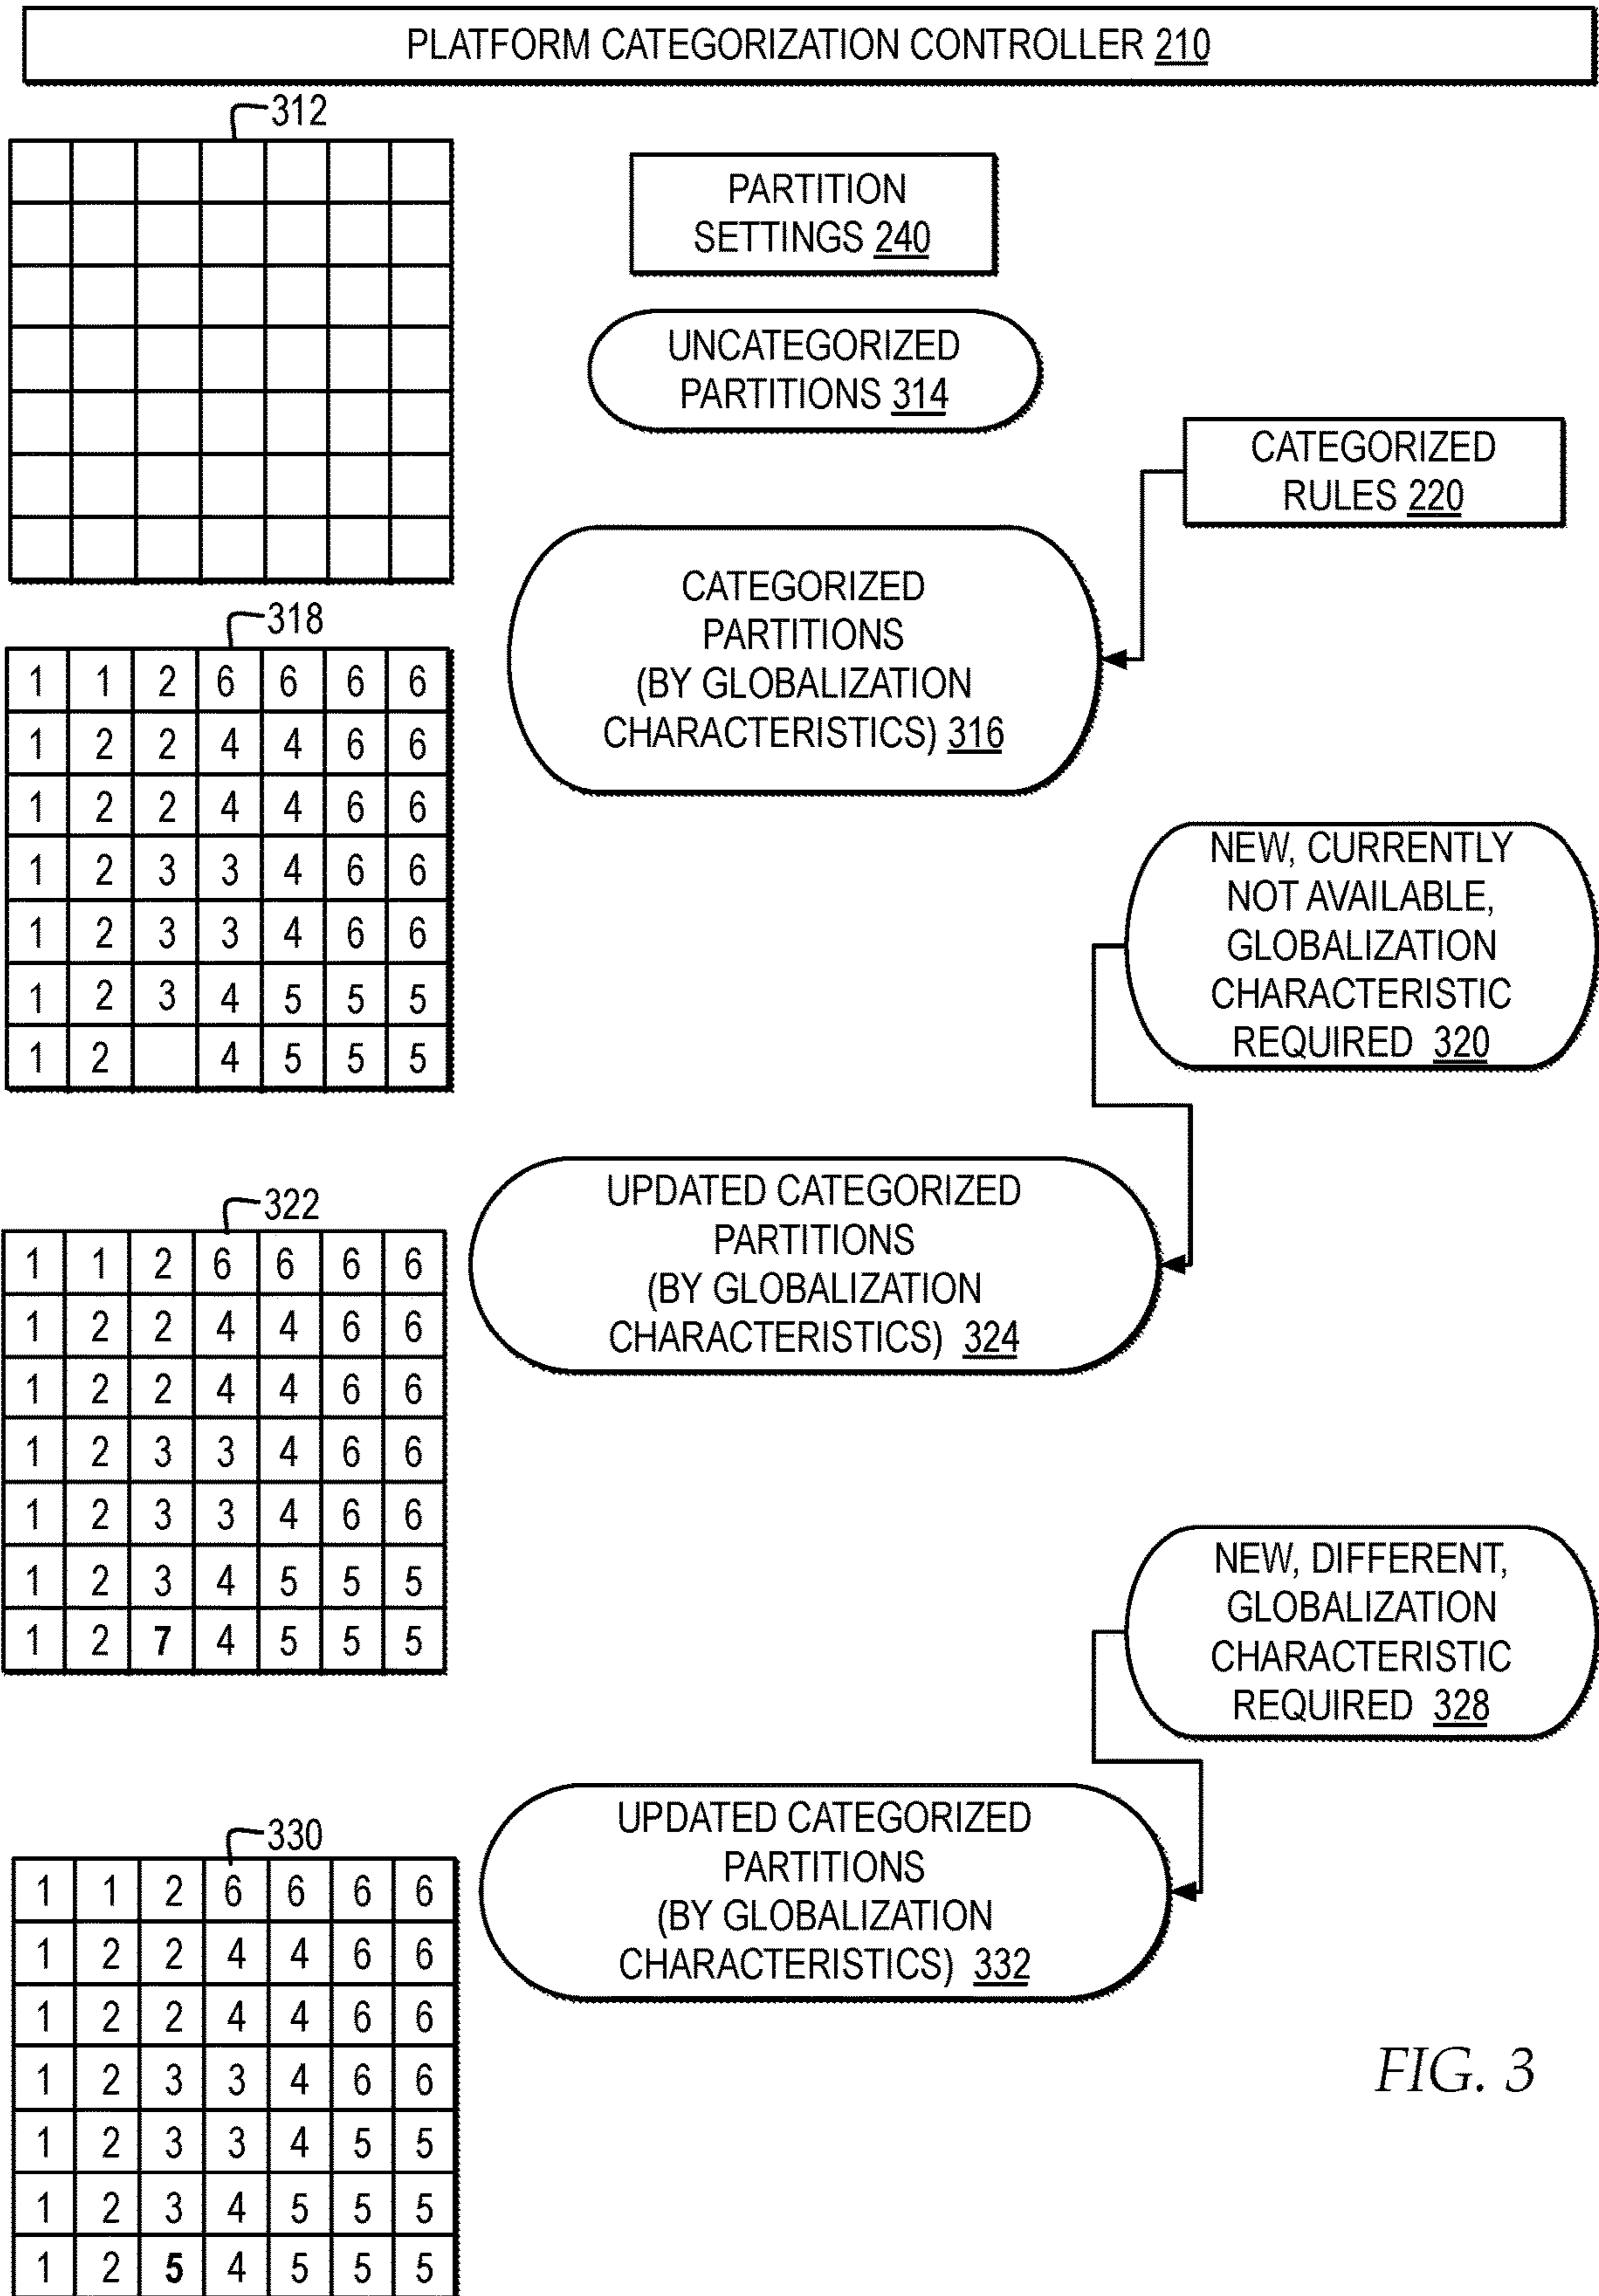 PLATFORM CATEGORIZATION CONTROLLER 210
312
PARTITION
SETTINGS 240
UNCATEGORIZED
PARTITIONS 314
CATEGORIZED
RULES 220
CATEGORIZED
PARTITIONS
(BY GLOBALIZATION
CHARACTERISTICS) 316
318
1 1 2 6 6 6 6
1 2 2 4 4 6 6
1 2 2 4 4 6 6
1 2 3 3 4 6 6
1 2 3 3 4 6 6
1 2 3 4 5 5 5
1 2 4 5 5 5
NEW, CURRENTLY
NOT AVAILABLE,
GLOBALIZATION
CHARACTERISTIC
REQUIRED 320
UPDATED CATEGORIZED
PARTITIONS
(BY GLOBALIZATION
CHARACTERISTICS) 324
322
1 1 2 6 6 6 6
1 2 2 4 4 6 6
1 2 2 4 4 6 6
1 2 3 3 4 6 6
1 2 3 3 4 6 6
1 2 3 4 5 5 5
1 2 7 4 5 5 5
NEW, DIFFERENT,
GLOBALIZATION
CHARACTERISTIC
REQUIRED 328
UPDATED CATEGORIZED
PARTITIONS
(BY GLOBALIZATION
CHARACTERISTICS) 332
330
1 1 2 6 6 6 6
1 2 2 4 4 6 6
1 2 2 4 4 6 6
1 2 3 3 4 6 6
1 2 3 3 4 5 5
1 2 3 4 5 5 5
1 2 5 4 5 5 5
FIG. 3